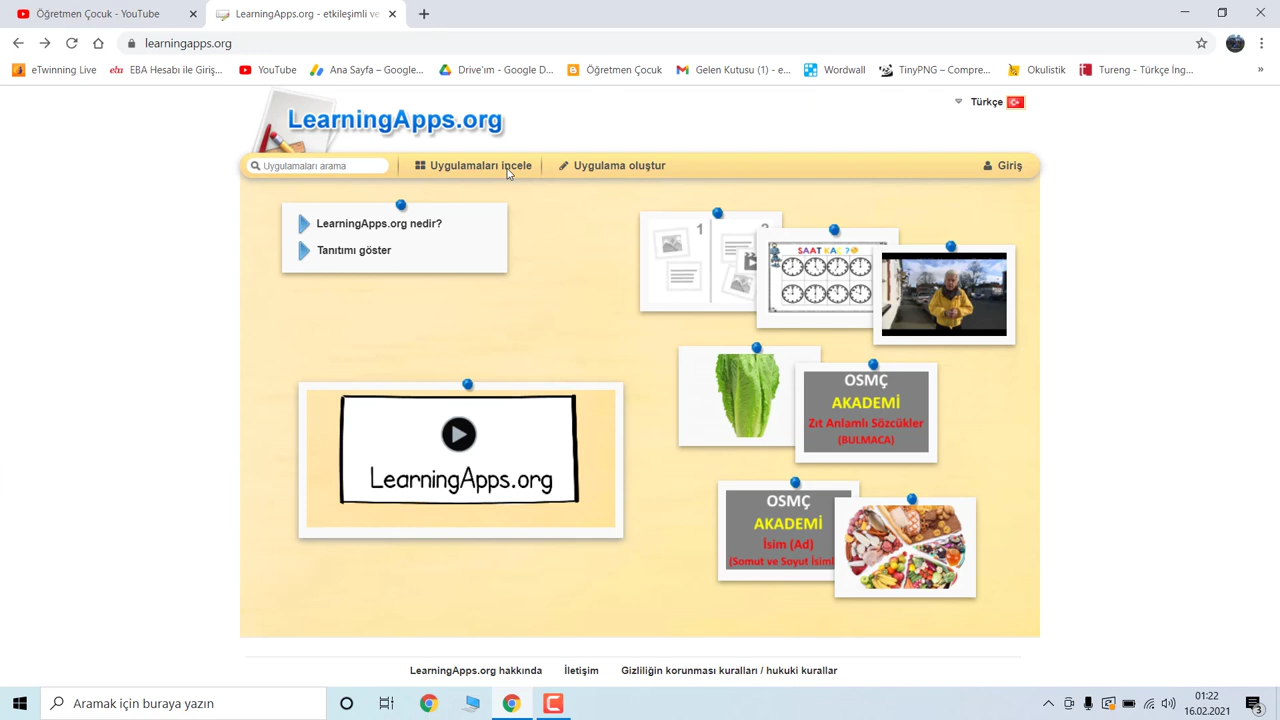 Öğretmen Çocuk - YouTube
LearningApps.org - etkileşimli ve
learningapps.org
eTwinning Live
EBA Hesabı ile Giriş...
YouTube
Ana Sayfa – Google...
Drive'ım - Google D...
Öğretmen Çocuk
Gelen Kutusu (1) - e...
Wordwall
TinyPNG – Compre...
Okulistik
Tureng - Türkçe İng...
»
LearningApps.org
Türkçe
Uygulamaları arama
Uygulamaları incele
Uygulama oluştur
Giriş
LearningApps.org nedir?
Tanıtımı göster
1
2
SAAT KAÇ ?
LearningApps.org
OSMÇ
AKADEMİ
Zıt Anlamlı Sözcükler
(BULMACA)
OSMÇ
AKADEMİ
İsim (Ad)
(Somut ve Soyut İsiml
LearningApps.org hakkında
İletişim
Gizliliğin korunması kuralları / hukuki kurallar
Aramak için buraya yazın
01:22
16.02.2021
3